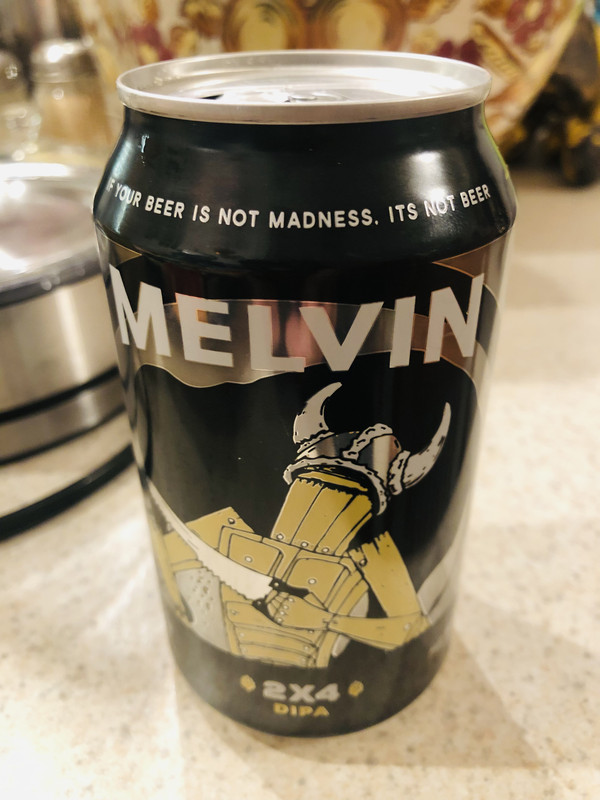 IF YOUR BEER IS NOT MADNESS. ITS NOT BEER
MELVIN
2X4
DIPA